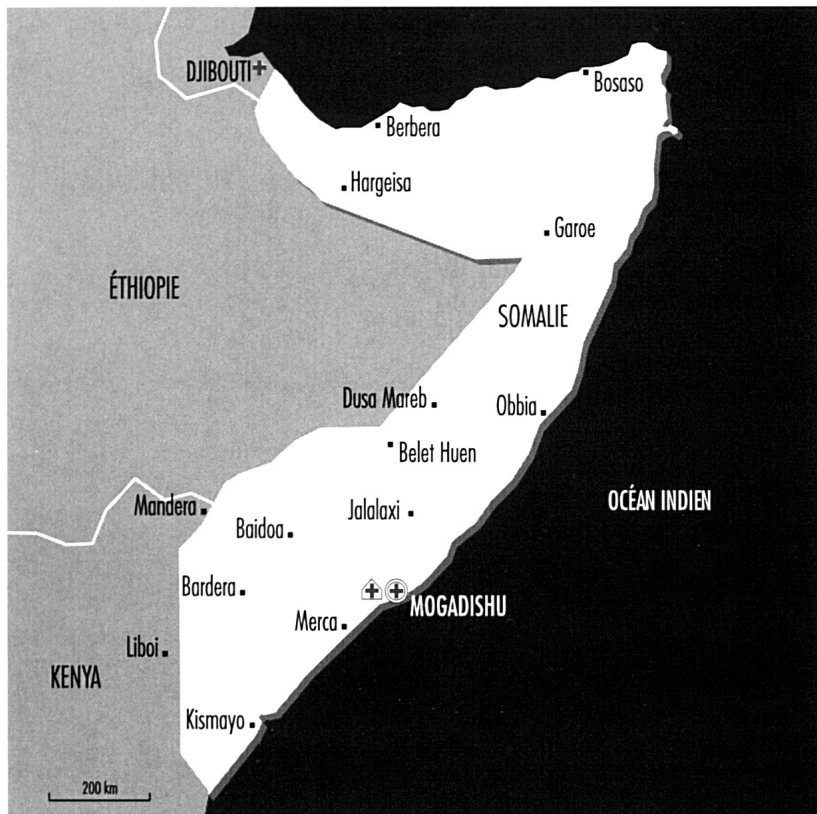 DJIBOUTI
Bosaso
Berbera
Hargeisa
Garoe
ÉTHIOPIE
SOMALIE
Dusa Mareb
Obbia
Belet Huen
OCÉAN INDIEN
Mandera
Jalalaxi
Baidoa
Bardera
MOGADISHU
Merca
Liboi
KENYA
Kismayo
200 km